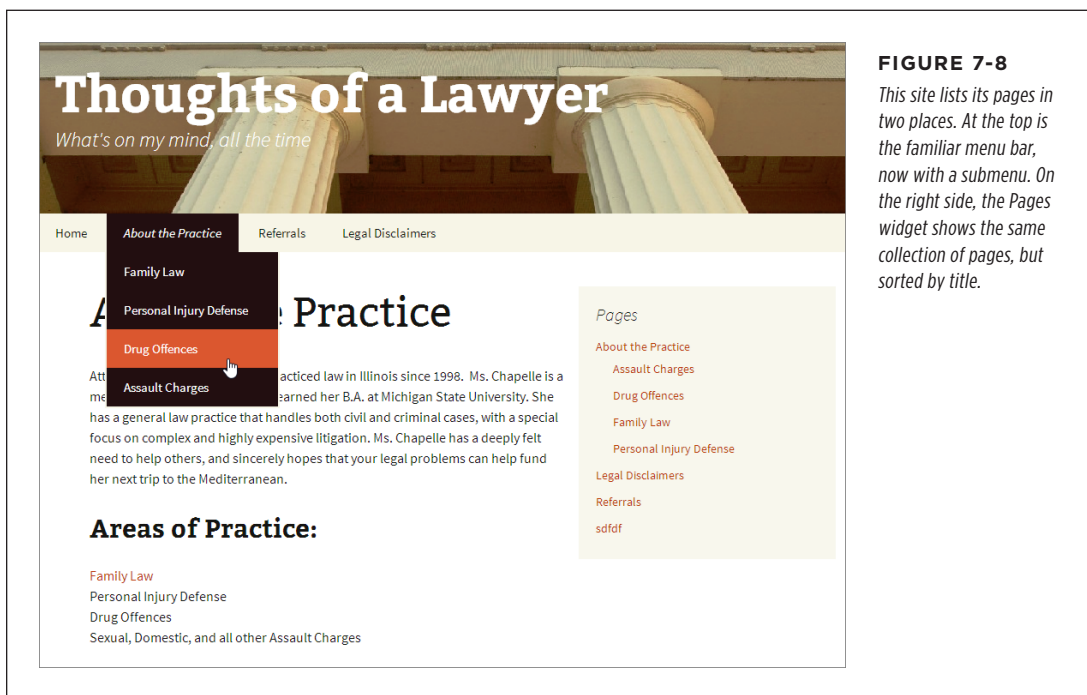 Thoughts of a Lawyer
What's on my mind, all the time
Home About the Practice Referrals Legal Disclaimers
Family Law
Personal Injury Defense
Drug Offences
Assault Charges
A Practice
Att acticed law in Illinois since 1998. Ms. Chapelle is a
me earned her B.A. at Michigan State University. She
has a general law practice that handles both civil and criminal cases, with a special
focus on complex and highly expensive litigation. Ms. Chapelle has a deeply felt
need to help others, and sincerely hopes that your legal problems can help fund
her next trip to the Mediterranean.
Areas of Practice:
Family Law
Personal Injury Defense
Drug Offences
Sexual, Domestic, and all other Assault Charges
Pages
About the Practice
Assault Charges
Drug Offences
Family Law
Personal Injury Defense
Legal Disclaimers
Referrals
sdfdf
FIGURE 7-8
This site lists its pages in
two places. At the top is
the familiar menu bar,
now with a submenu. On
the right side, the Pages
widget shows the same
collection of pages, but
sorted by title.